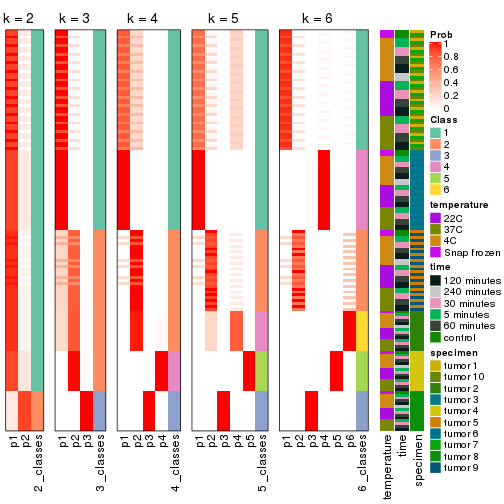 k = 2
k = 3
k = 4
k = 5
k = 6
Prob
1
0.8
0.6
0.4
0.2
0
Class
1
2
3
4
5
6
temperature
22C
37C
4C
Snap frozen
time
120 minutes
240 minutes
30 minutes
5 minutes
60 minutes
control
specimen
tumor 1
tumor 10
tumor 2
tumor 3
tumor 4
tumor 5
tumor 6
tumor 7
tumor 8
tumor 9
p1
p2
2_classes
p1
p2
p3
3_classes
p1
p2
p3
p4
4_classes
p1
p2
p3
p4
p5
5_classes
p1
p2
p3
p4
p5
p6
6_classes
temperature
time
specimen